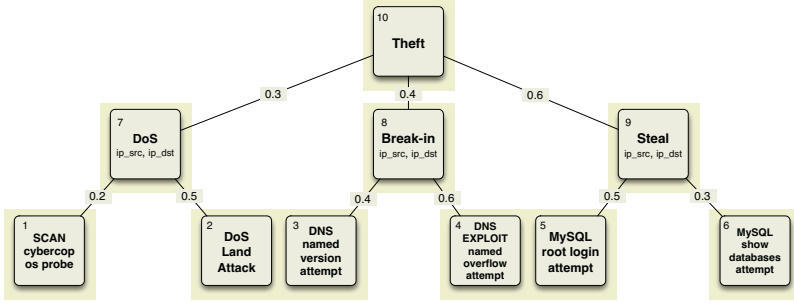 10
Theft
0.3
0.4
0.6
7
DoS
ip_src, ip_dst
8
Break-in
ip_src, ip_dst
9
Steal
ip_src, ip_dst
0.2
0.5
0.4
0.6
0.5
0.3
1
SCAN
cybercop
os probe
2
DoS
Land
Attack
3
DNS
named
version
attempt
4
DNS
EXPLOIT
named
overflow
attempt
5
MySQL
root login
attempt
6
MySQL
show
databases
attempt